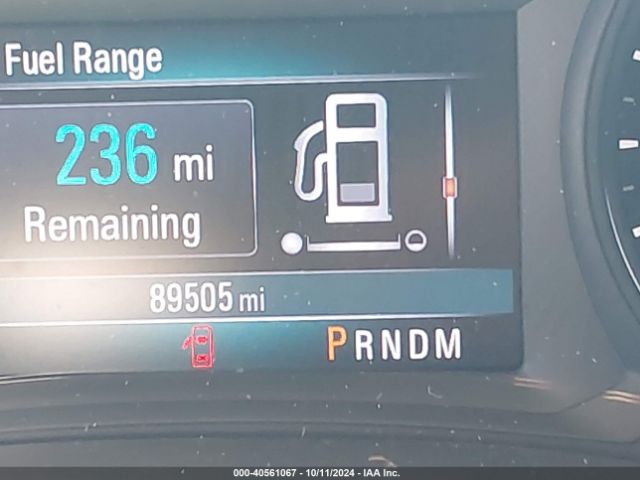 Fuel Range
236 mi
Remaining
89505 mi
PRNDM
000-40561067 - 10/11/2024 - IAA Inc.